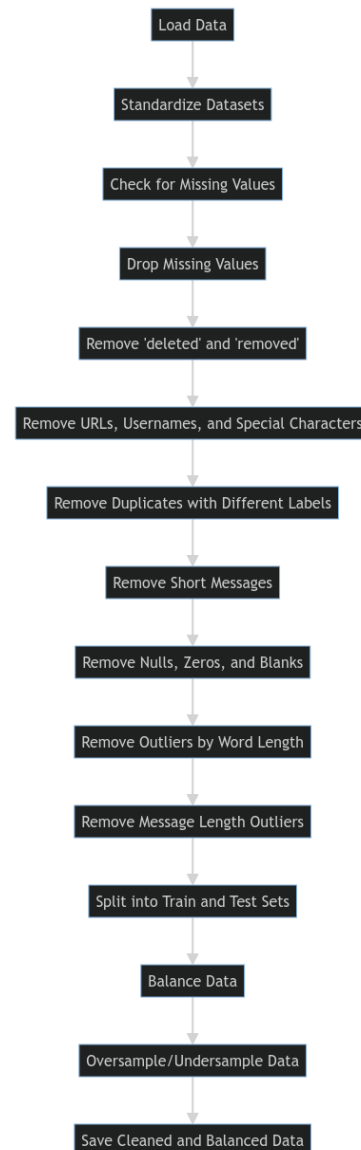 Load Data
Standardize Datasets
Check for Missing Values
Drop Missing Values
Remove 'deleted' and 'removed'
Remove URLs, Usernames, and Special Characters
Remove Duplicates with Different Labels
Remove Short Messages
Remove Nulls, Zeros, and Blanks
Remove Outliers by Word Length
Remove Message Length Outliers
Split into Train and Test Sets
Balance Data
Oversample/Undersample Data
Save Cleaned and Balanced Data